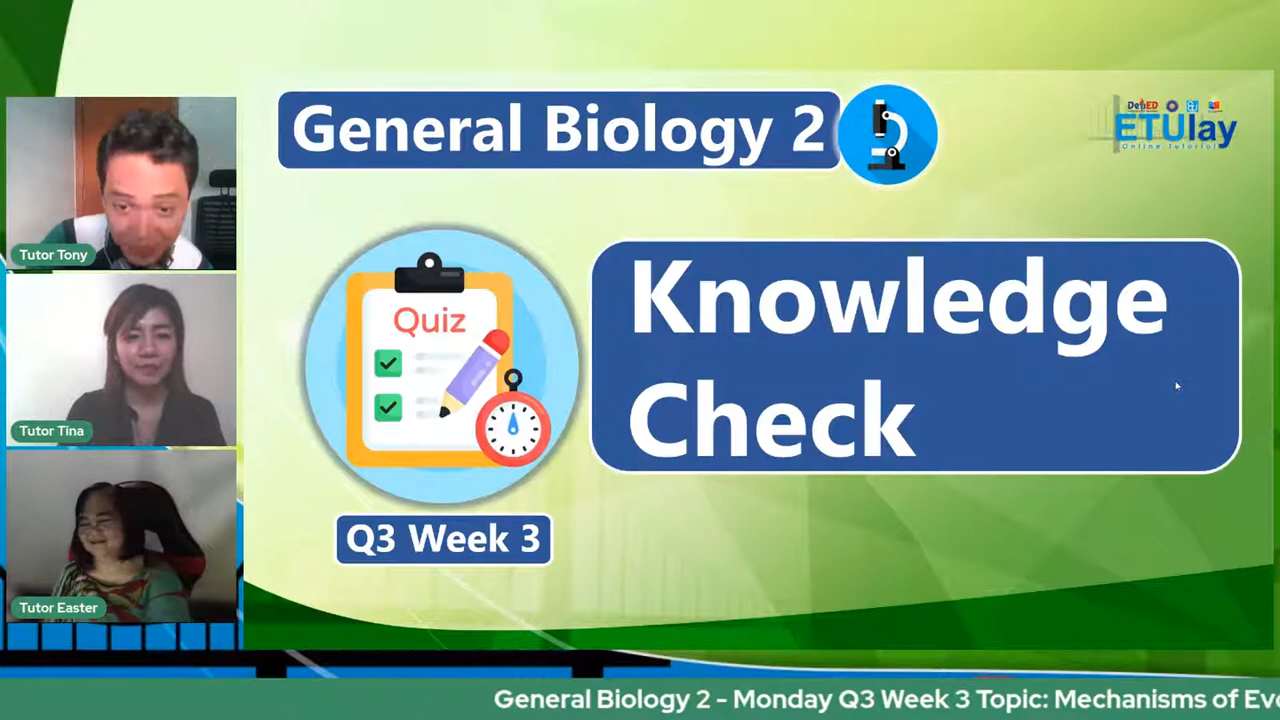 General Biology 2
DepED
ETUlay
Online Tutorial
Tutor Tony
Quiz
Knowledge
Check
Tutor Tina
Q3 Week 3
Tutor Easter
General Biology 2 - Monday Q3 Week 3 Topic: Mechanisms of Evo